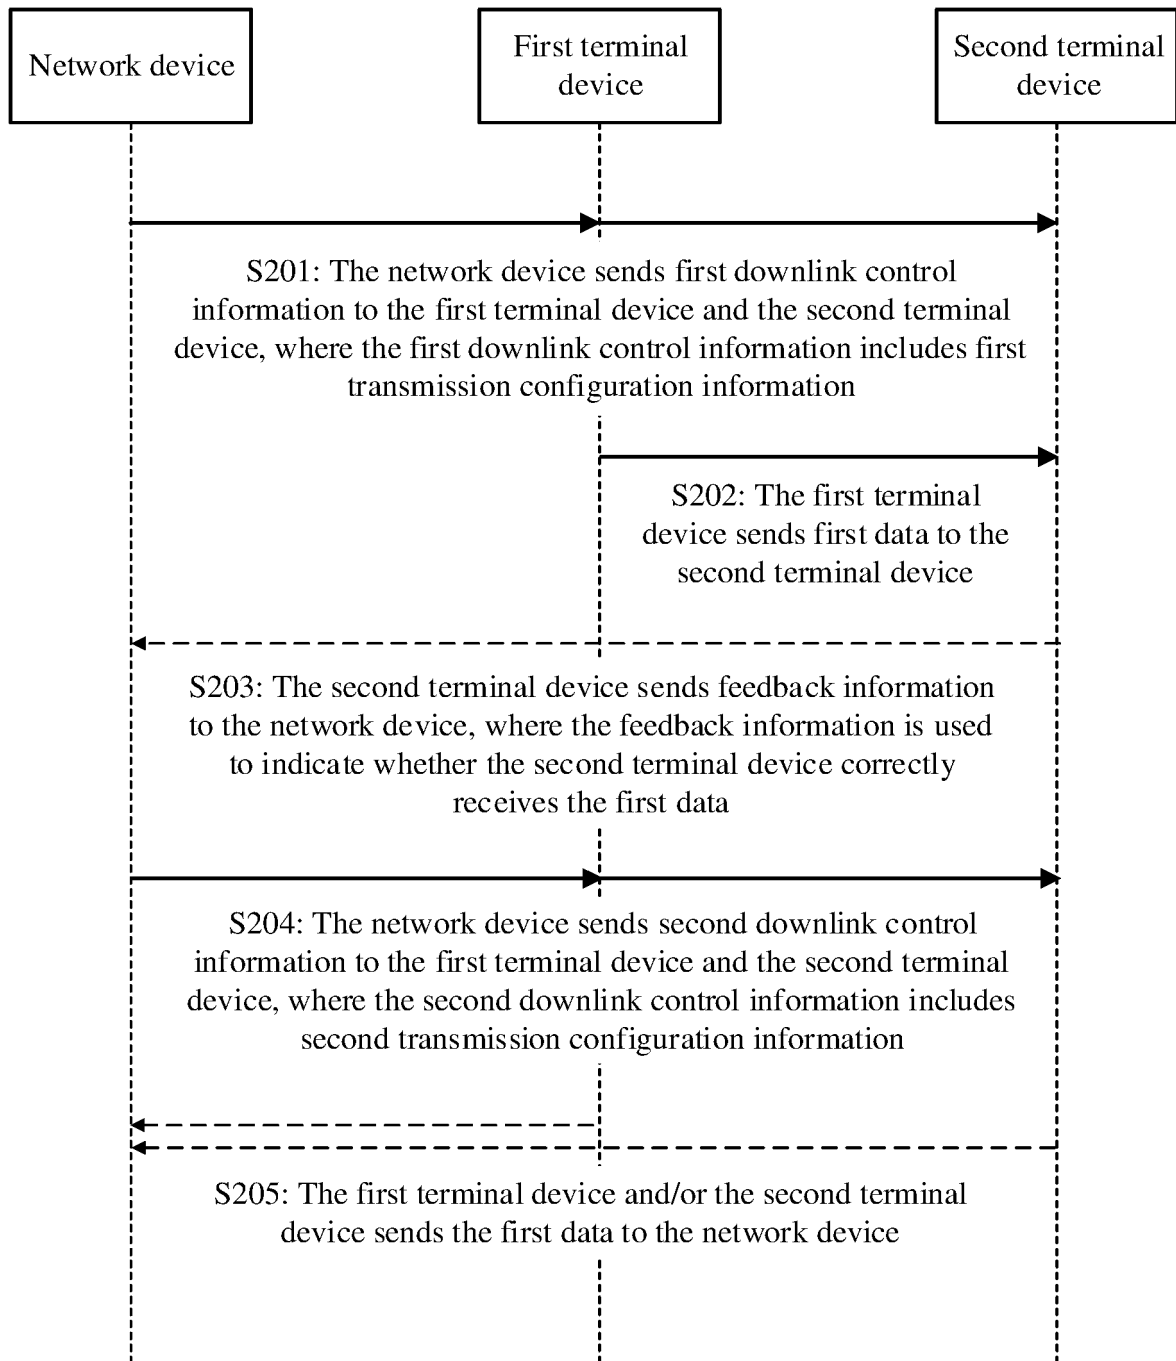 Network device
First terminal
device
Second terminal
device
S201: The network device sends first downlink control
information to the first terminal device and the second terminal
device, where the first downlink control information includes first
transmission configuration information
S202: The first terminal
device sends first data to the
second terminal device
S203: The second terminal device sends feedback information
to the network device, where the feedback information is used
to indicate whether the second terminal device correctly
receives the first data
S204: The network device sends second downlink control
information to the first terminal device and the second terminal
device, where the second downlink control information includes
second transmission configuration information
S205: The first terminal device and/or the second terminal
device sends the first data to the network device